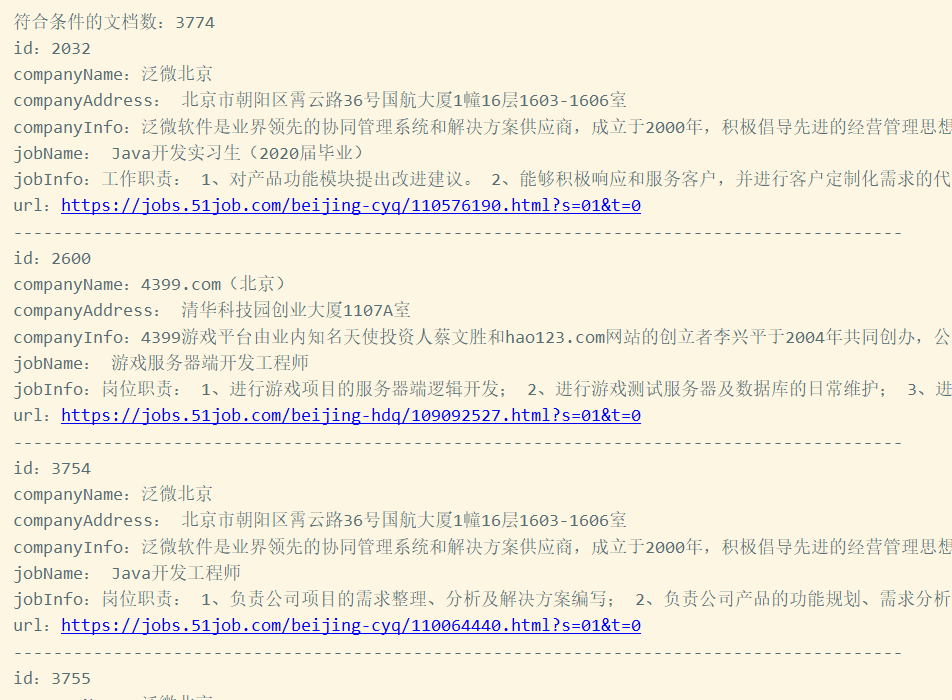 符合条件的文档数：3774
id：2032
companyName：泛微北京
companyAddress： 北京市朝阳区霄云路36号国航大厦1幢16层1603-1606室
companyInfo：泛微软件是业界领先的协同管理系统和解决方案供应商，成立于2000年，积极倡导先进的经营管理思想
jobName： Java开发实习生（2020届毕业）
jobInfo：工作职责： 1、对产品功能模块提出改进建议。 2、能够积极响应和服务客户，并进行客户定制化需求的代
url：https://jobs.51job.com/beijing-cyq/110576190.html?s=01&t=0
-----------------------------------------------------------------------------------------
id：2600
companyName：4399.com（北京）
companyAddress： 清华科技园创业大厦1107A室
companyInfo：4399游戏平台由业内知名天使投资人蔡文胜和hao123.com网站的创立者李兴平于2004年共同创办，公
jobName： 游戏服务器端开发工程师
jobInfo：岗位职责： 1、进行游戏项目的服务器端逻辑开发； 2、进行游戏测试服务器及数据库的日常维护； 3、进
url：https://jobs.51job.com/beijing-hdq/109092527.html?s=01&t=0
-----------------------------------------------------------------------------------------
id：3754
companyName：泛微北京
companyAddress： 北京市朝阳区霄云路36号国航大厦1幢16层1603-1606室
companyInfo：泛微软件是业界领先的协同管理系统和解决方案供应商，成立于2000年，积极倡导先进的经营管理思想
jobName： Java开发工程师
jobInfo：岗位职责： 1、负责公司项目的需求整理、分析及解决方案编写； 2、负责公司产品的功能规划、需求分析
url：https://jobs.51job.com/beijing-cyq/110064440.html?s=01&t=0
-----------------------------------------------------------------------------------------
id：3755